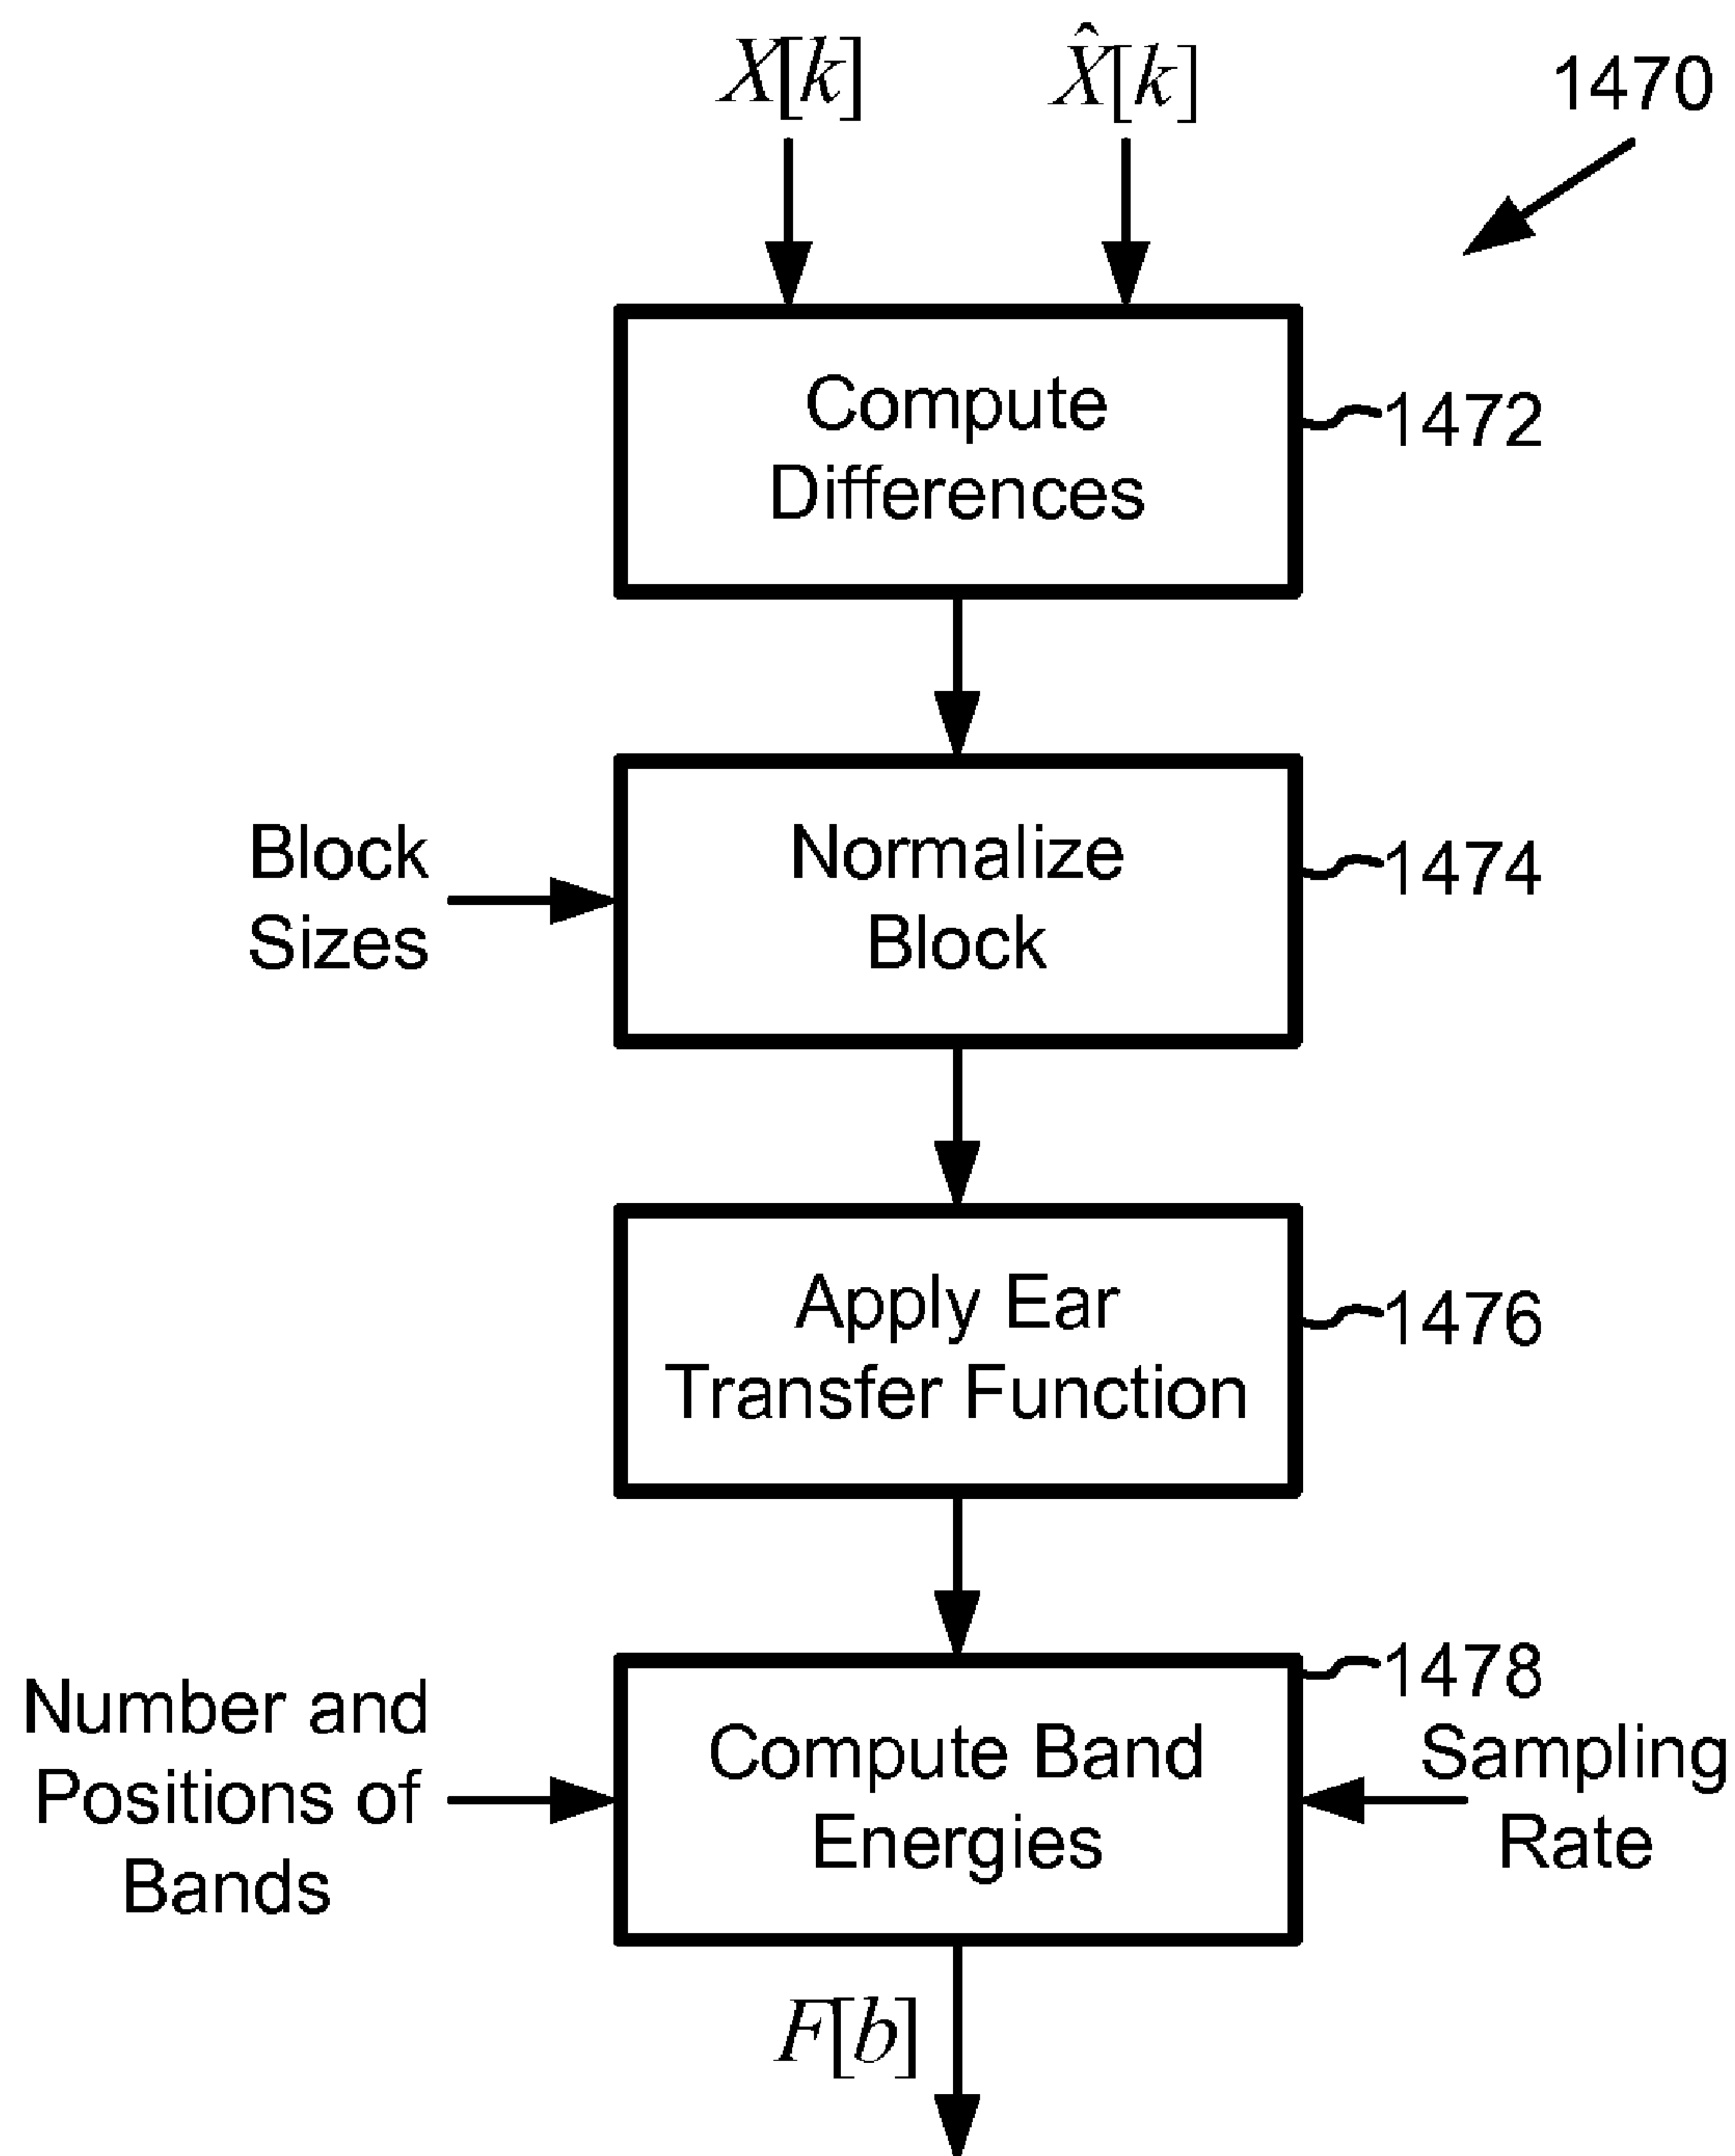 X[k]
X̂[k]
1470
Compute
Differences
1472
Block
Sizes
Normalize
Block
1474
Apply Ear
Transfer Function
1476
Number and
Positions of
Bands
Compute Band
Energies
1478
Sampling
Rate
F[b]